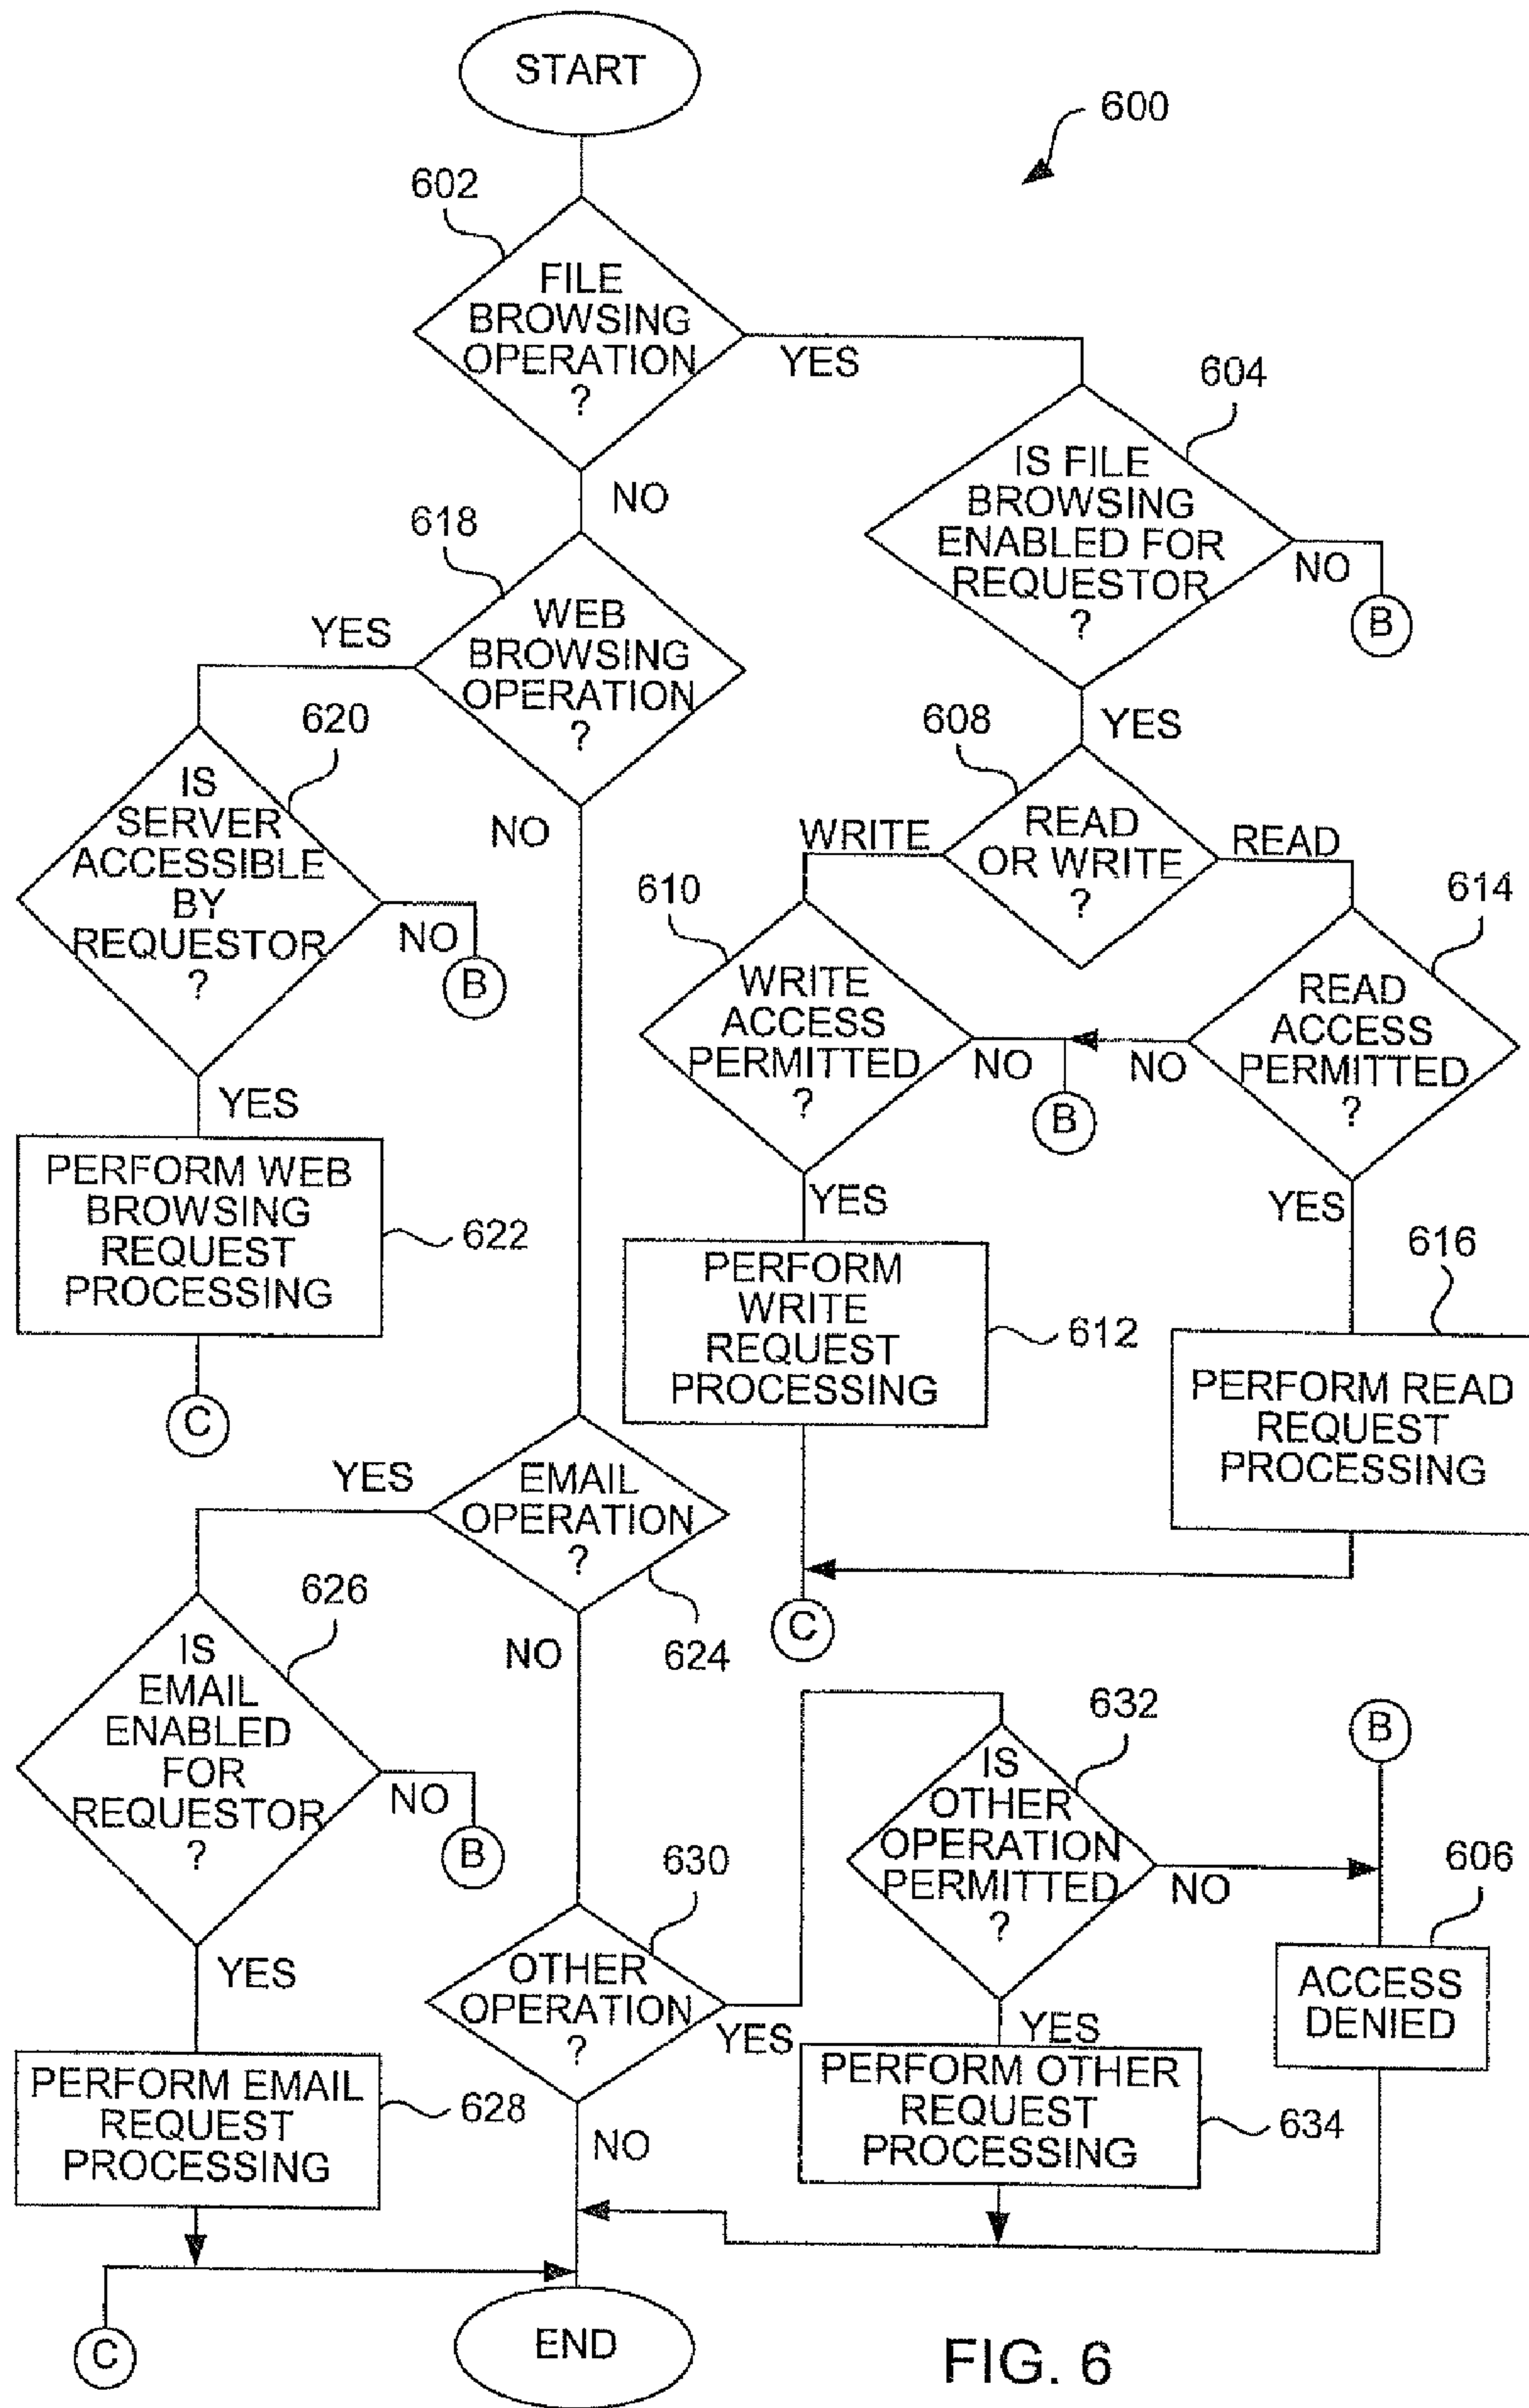 START
600
602
FILE
BROWSING
OPERATION
?
YES
604
IS FILE
BROWSING
ENABLED FOR
REQUESTOR
?
NO
B
NO
618
WEB
BROWSING
OPERATION
?
YES
NO
620
IS
SERVER
ACCESSIBLE
BY
REQUESTOR
?
NO
B
YES
PERFORM WEB
BROWSING
REQUEST
PROCESSING
622
C
YES
608
READ
OR WRITE
?
WRITE
READ
610
WRITE
ACCESS
PERMITTED
?
NO
B
614
READ
ACCESS
PERMITTED
?
NO
YES
PERFORM
WRITE
REQUEST
PROCESSING
612
YES
616
PERFORM READ
REQUEST
PROCESSING
C
EMAIL
OPERATION
?
YES
624
NO
626
IS
EMAIL
ENABLED
FOR
REQUESTOR
?
NO
B
YES
PERFORM EMAIL
REQUEST
PROCESSING
628
630
OTHER
OPERATION
?
YES
NO
632
IS
OTHER
OPERATION
PERMITTED
?
NO
YES
PERFORM OTHER
REQUEST
PROCESSING
634
B
606
ACCESS
DENIED
C
END
FIG. 6